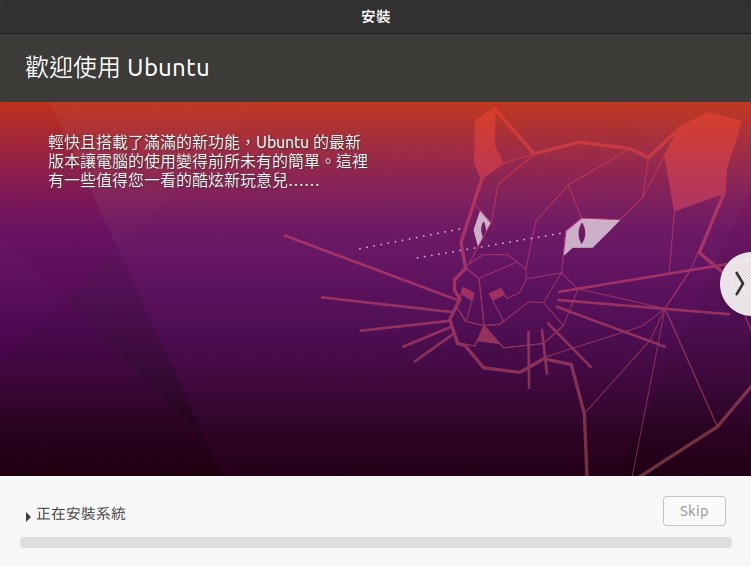 安裝
歡迎使用 Ubuntu
輕快且搭載了滿滿的新功能，Ubuntu 的最新
版本讓電腦的使用變得前所未有的簡單。這裡
有一些值得您一看的酷炫新玩意兒……
正在安裝系統
Skip